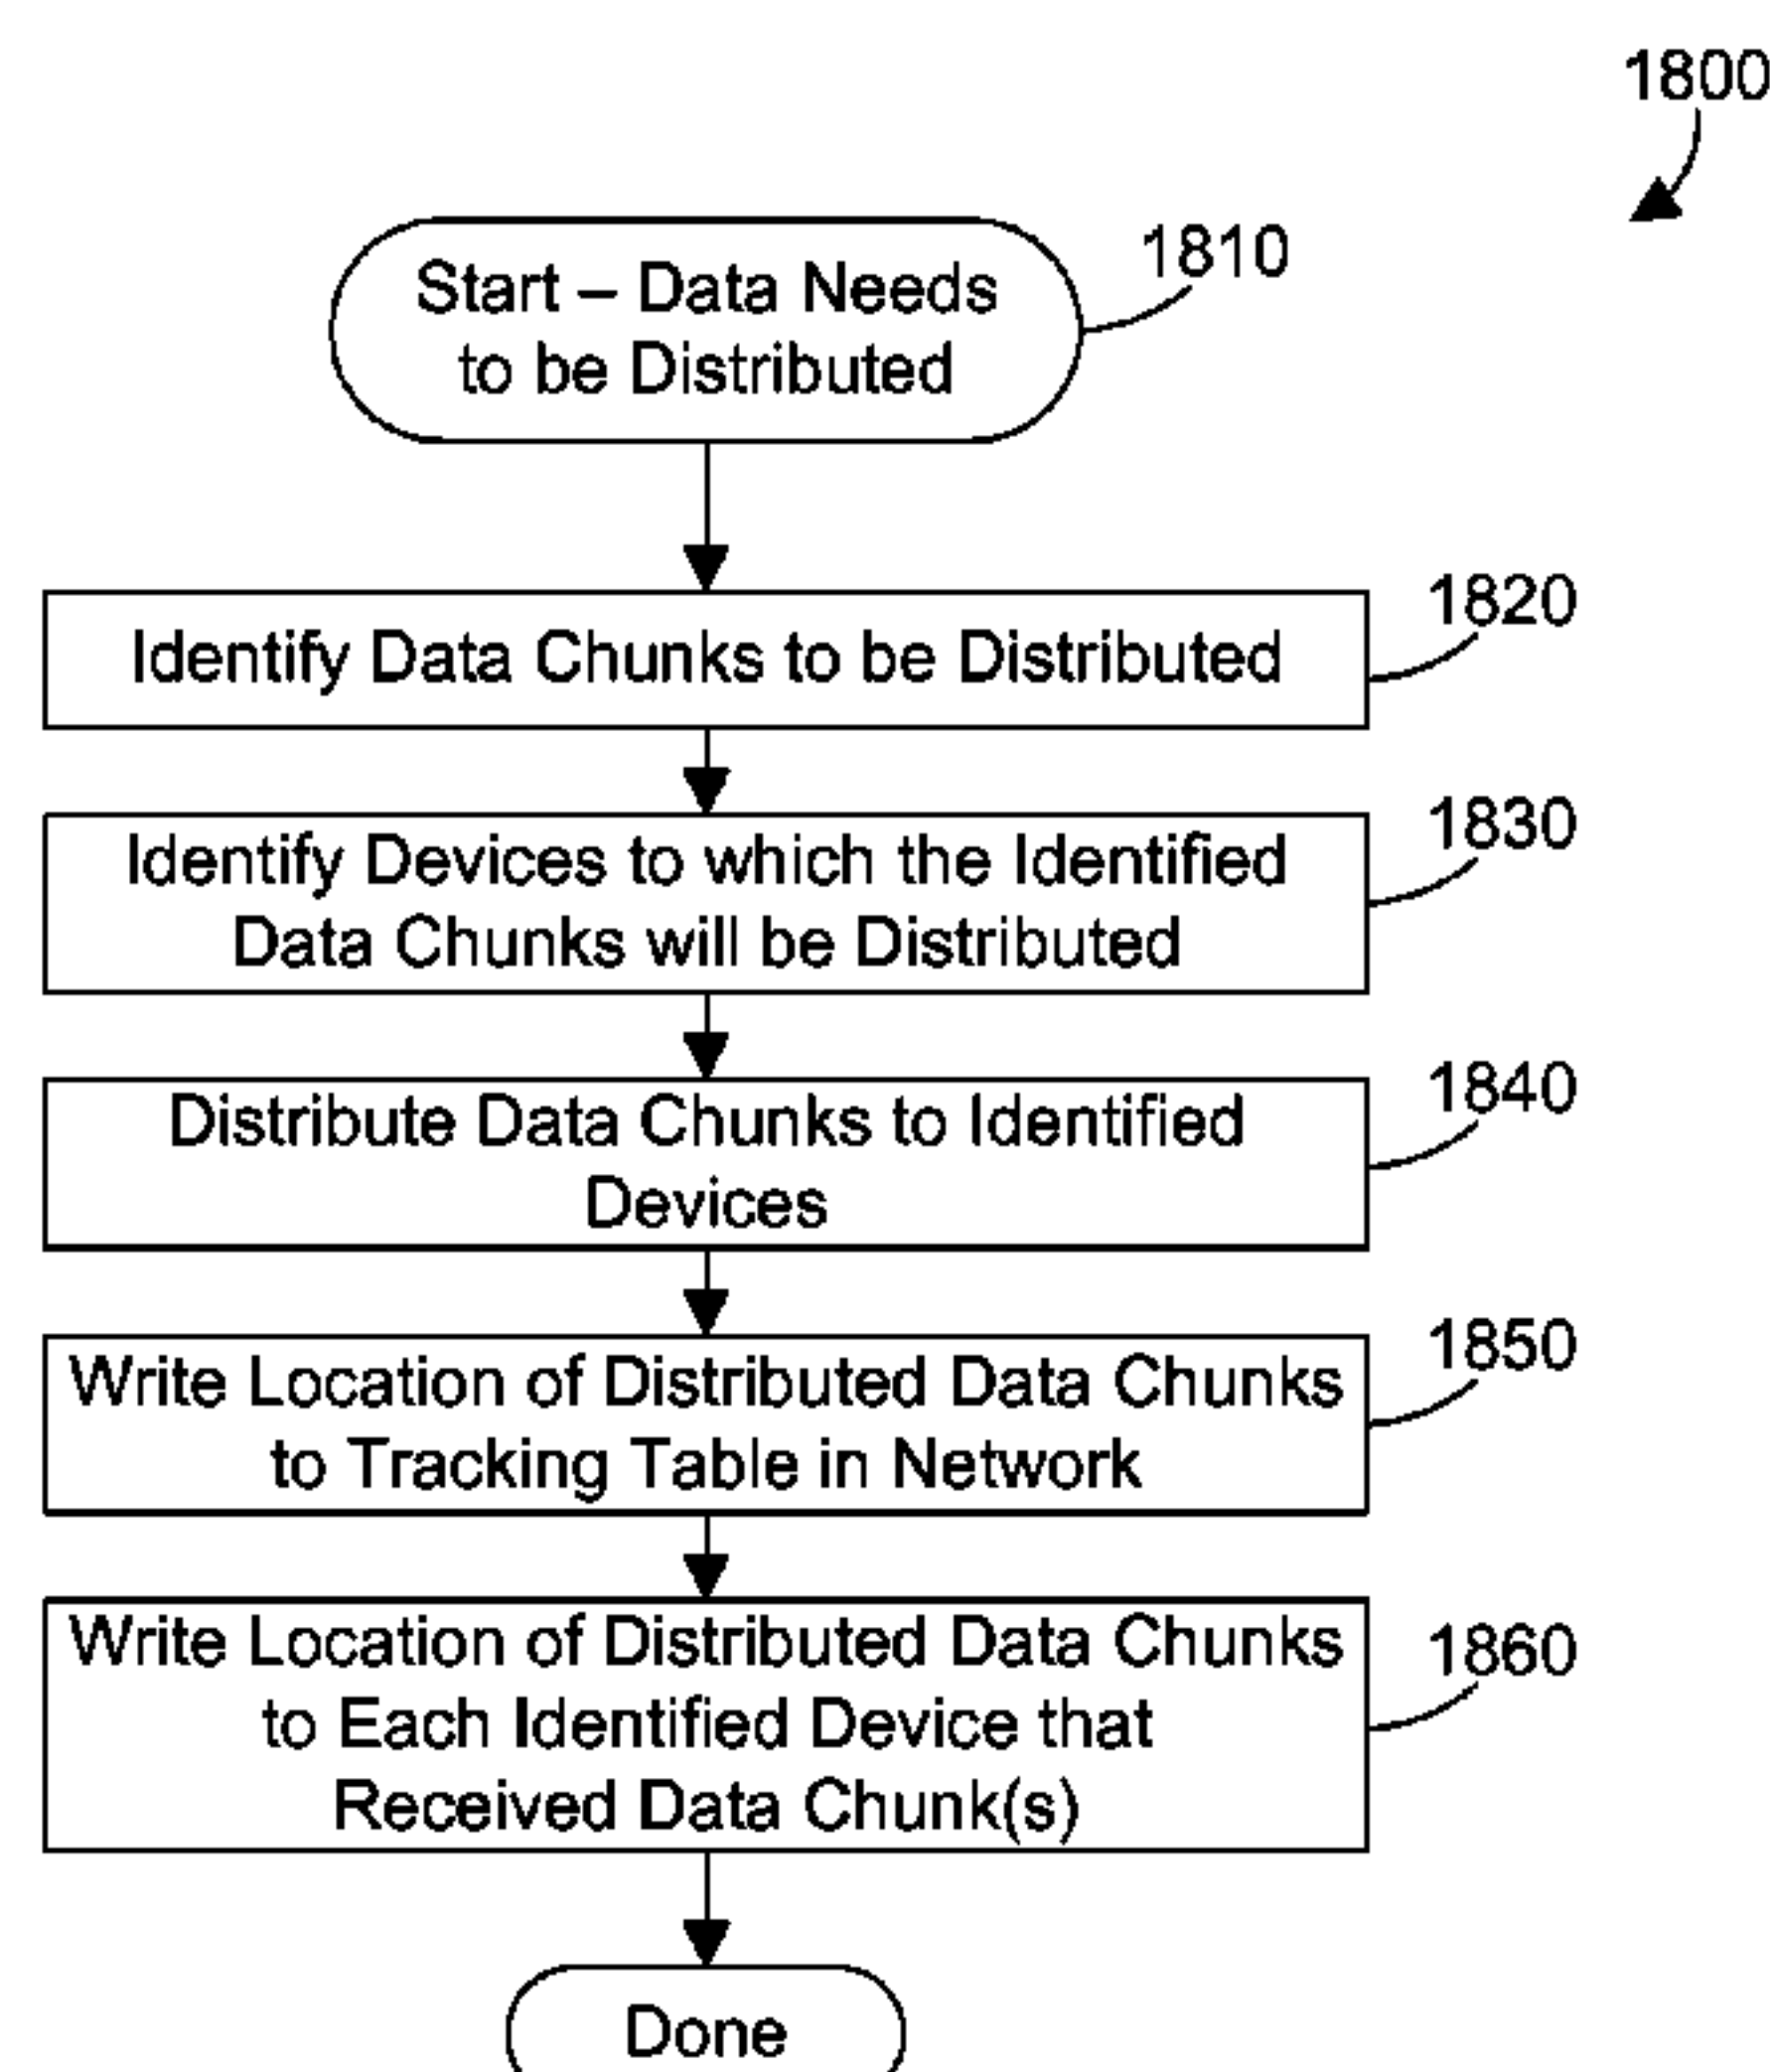 1800
Start – Data Needs
to be Distributed
1810
Identify Data Chunks to be Distributed
1820
Identify Devices to which the Identified
Data Chunks will be Distributed
1830
Distribute Data Chunks to Identified
Devices
1840
Write Location of Distributed Data Chunks
to Tracking Table in Network
1850
Write Location of Distributed Data Chunks
to Each Identified Device that
Received Data Chunk(s)
1860
Done